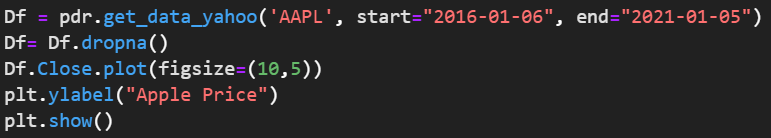 Df = pdr.get_data_yahoo('AAPL', start="2016-01-06", end="2021-01-05")
Df= Df.dropna()
Df.Close.plot(figsize=(10,5))
plt.ylabel("Apple Price")
plt.show()